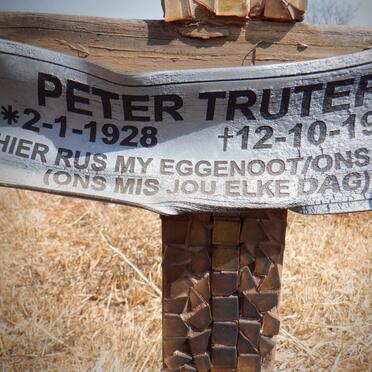 PETER TRUTER
*2-1-1928 †12-10-19
HIER RUS MY EGGENOOT/ONS
(ONS MIS JOU ELKE DAG)